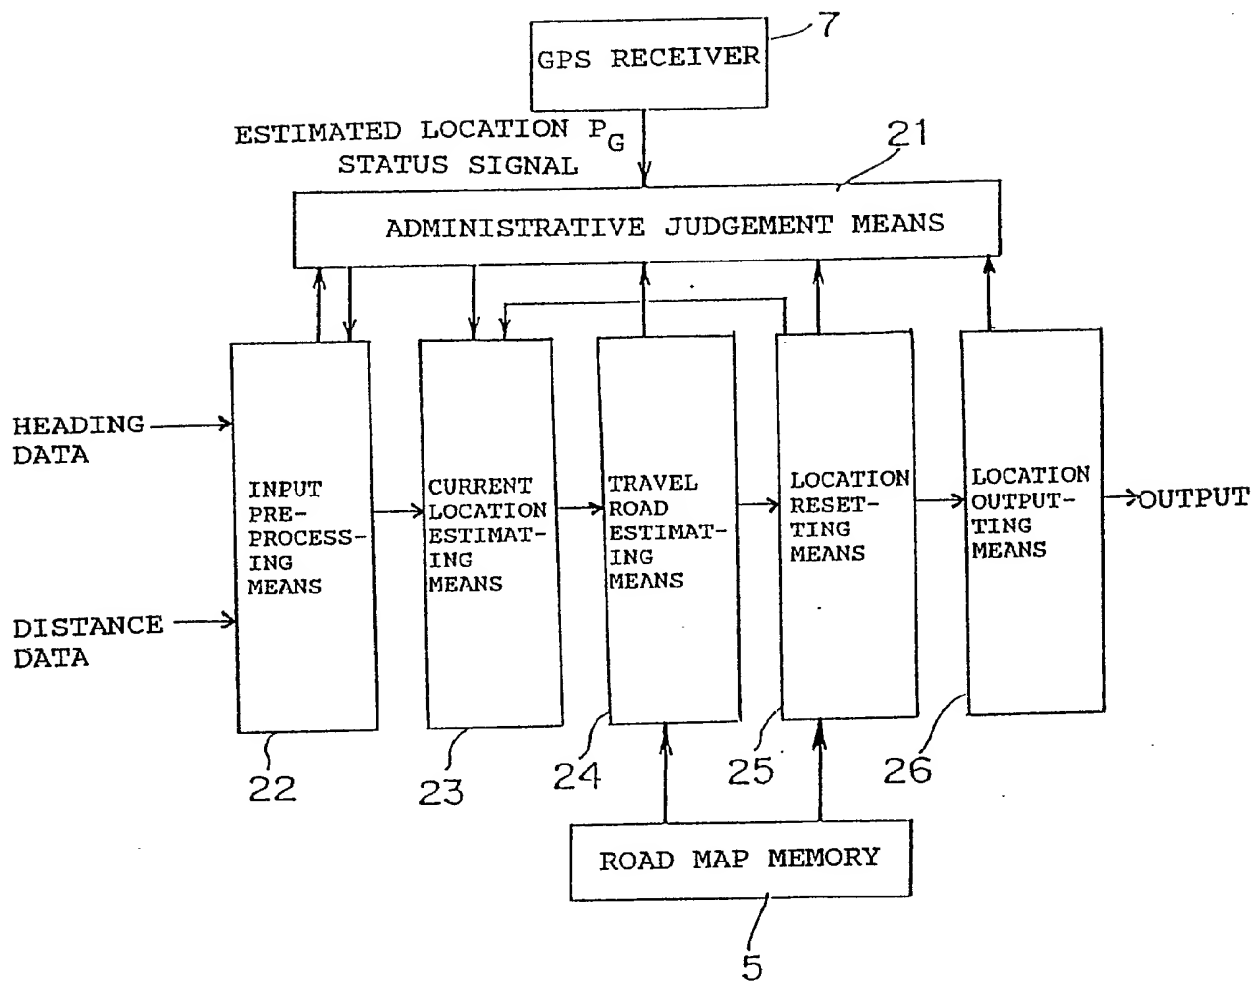 7
GPS RECEIVER
ESTIMATED LOCATION PG
STATUS SIGNAL
21
ADMINISTRATIVE JUDGEMENT MEANS
HEADING
DATA
DISTANCE
DATA
INPUT
PRE-
PROCESS-
ING
MEANS
CURRENT
LOCATION
ESTIMAT-
ING
MEANS
TRAVEL
ROAD
ESTIMAT-
ING
MEANS
LOCATION
RESET-
TING
MEANS
LOCATION
OUTPUT-
TING
MEANS
OUTPUT
22
23
24
25
26
ROAD MAP MEMORY
5